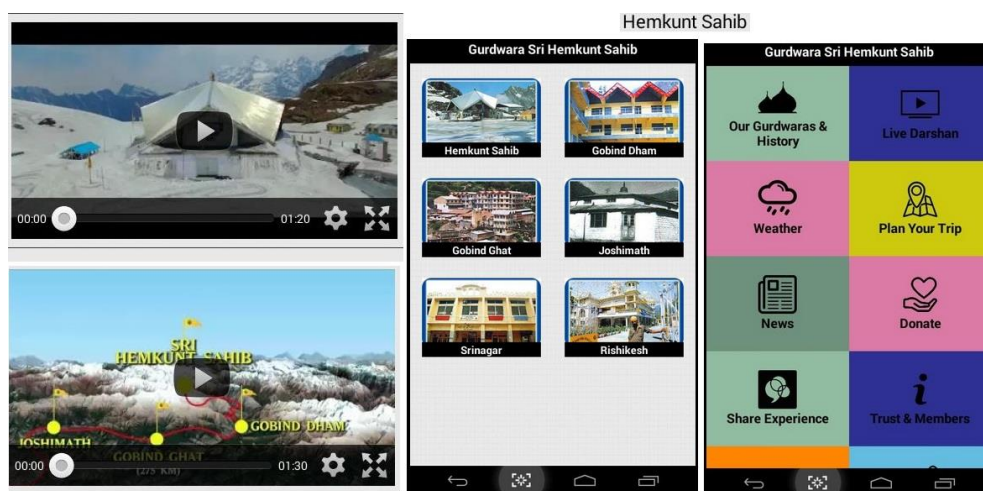 Hemkunt Sahib
00:00
01:20
SRI
HEMKUNT SAHIB
GOBIND DHAM
JOSHIMATH
GOBIND GHAT
(275 KM)
00:00
01:30
Gurdwara Sri Hemkunt Sahib
Hemkunt Sahib
Gobind Dham
Gobind Ghat
Joshimath
Srinagar
Rishikesh
Gurdwara Sri Hemkunt Sahib
Our Gurdwaras &
History
Live Darshan
Weather
Plan Your Trip
News
Donate
Share Experience
Trust & Members